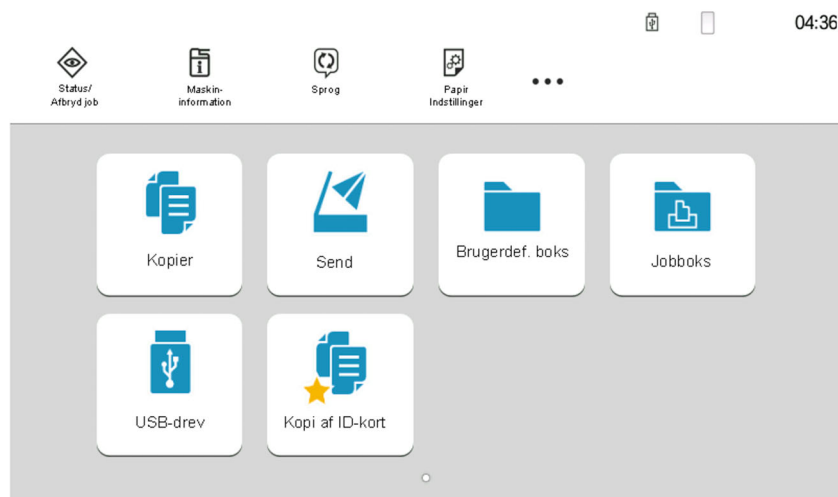 04:36
Status/
Afbryd job
Maskin-
information
Sprog
Papir
Indstillinger
Kopier
Send
Brugerdef. boks
Jobboks
USB-drev
Kopi af ID-kort